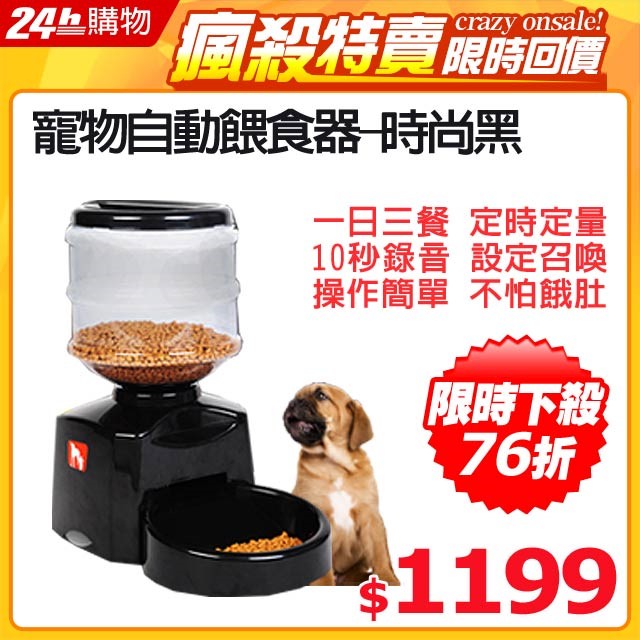 24h購物
瘋殺特賣
crazy onsale!
限時回價
寵物自動餵食器-時尚黑
一日三餐 定時定量
10秒錄音 設定召喚
操作簡單 不怕餓肚
限時下殺
76折
$1199